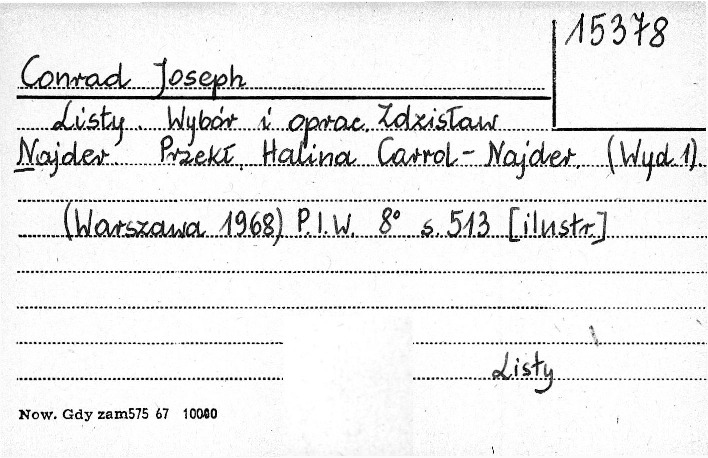 15378
Conrad Joseph
Listy. Wybór i oprac. Zdzisław
Najder. Przekł. Halina Carrol-Najder. (Wyd.1).
(Warszawa 1968) P.I.W. 8° s. 513 [ilustr.]
Listy
Now. Gdy zam575 67 10000